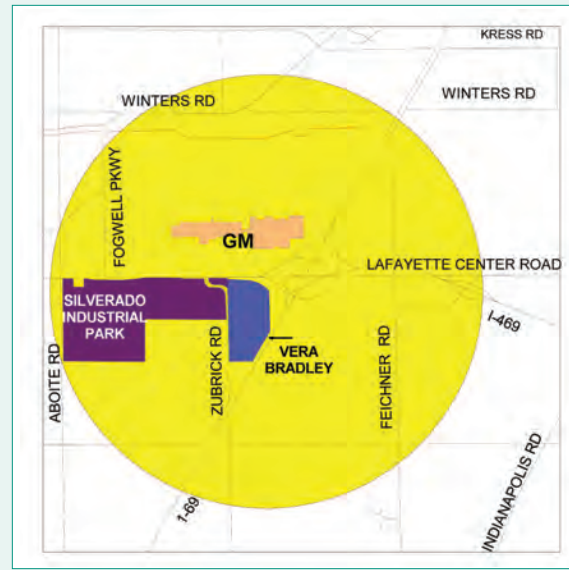 KRESS RD
WINTERS RD
WINTERS RD
FOGWELL PKWY
GM
LAFAYETTE CENTER ROAD
SILVERADO
INDUSTRIAL
PARK
I-469
ABOITE RD
ZUBRICK RD
VERA
BRADLEY
FEICHNER RD
1-69
INDIANAPOLIS RD